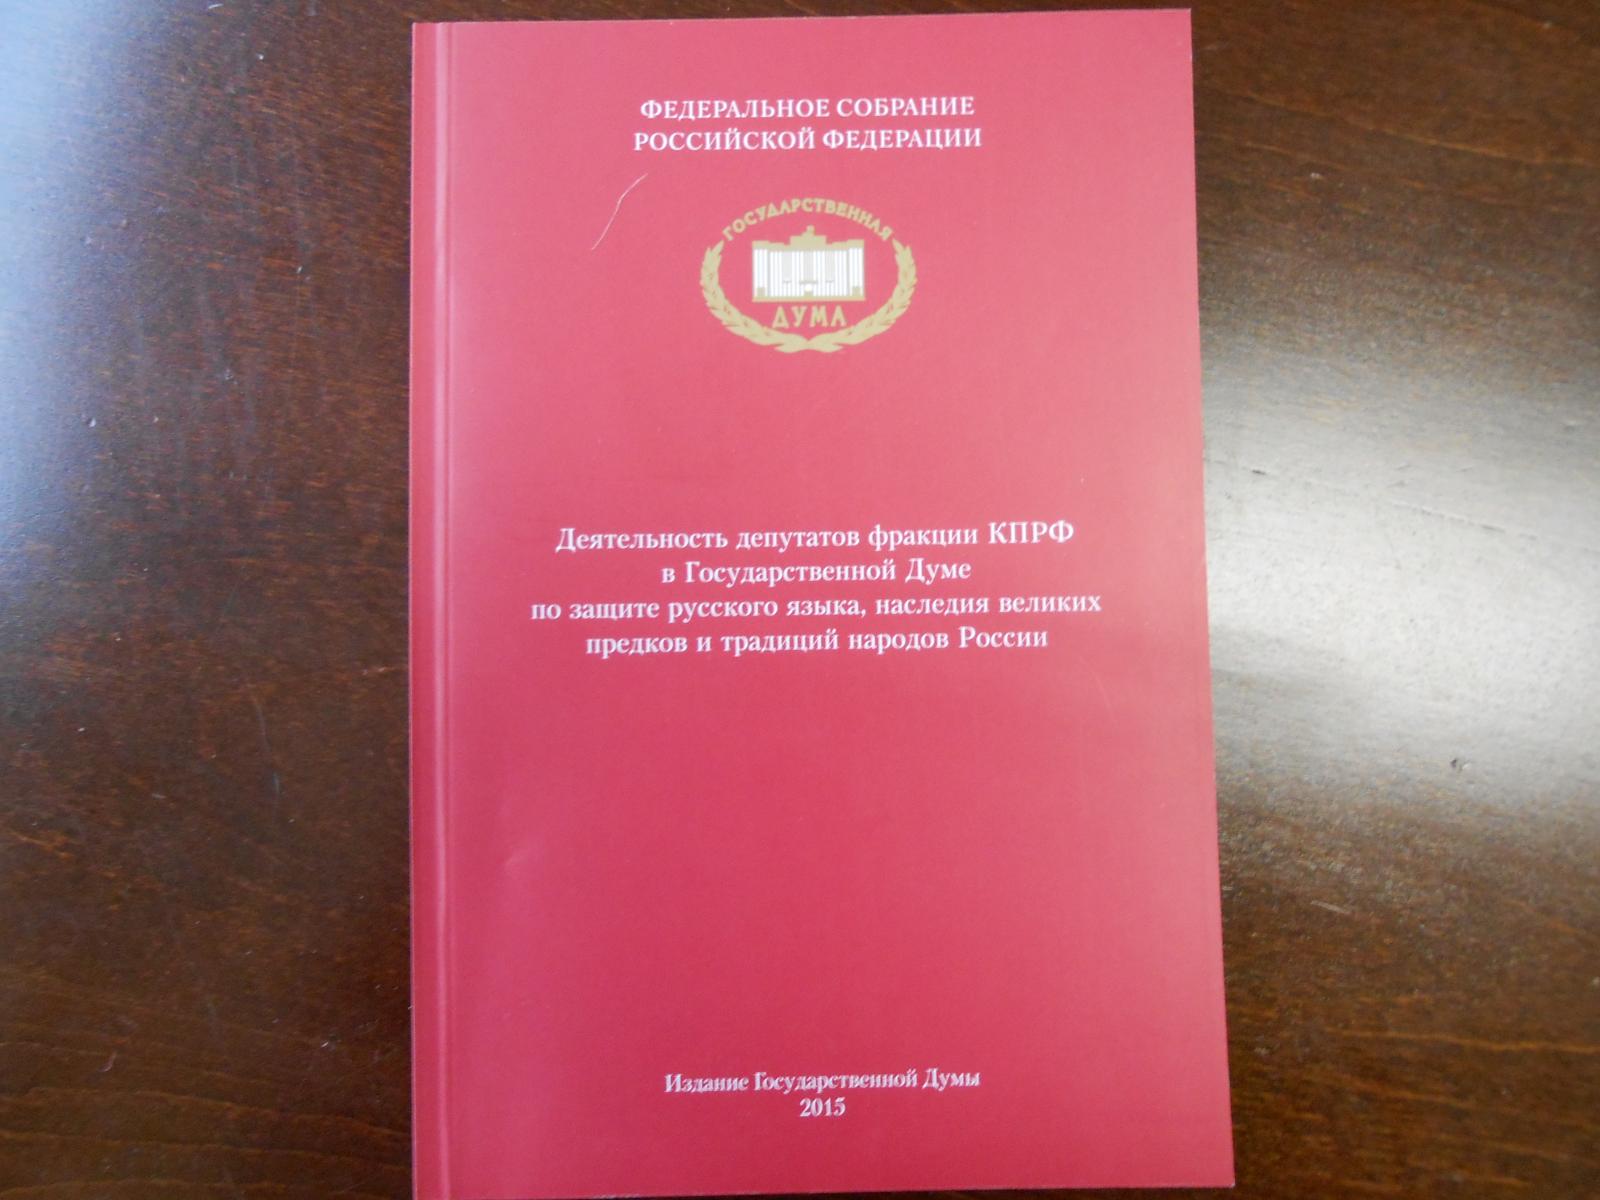 ФЕДЕРАЛЬНОЕ СОБРАНИЕ
РОССИЙСКОЙ ФЕДЕРАЦИИ
ГОСУДАРСТВЕННАЯ
ДУМА
Деятельность депутатов фракции КПРФ
в Государственной Думе
по защите русского языка, наследия великих
предков и традиций народов России
Издание Государственной Думы
2015